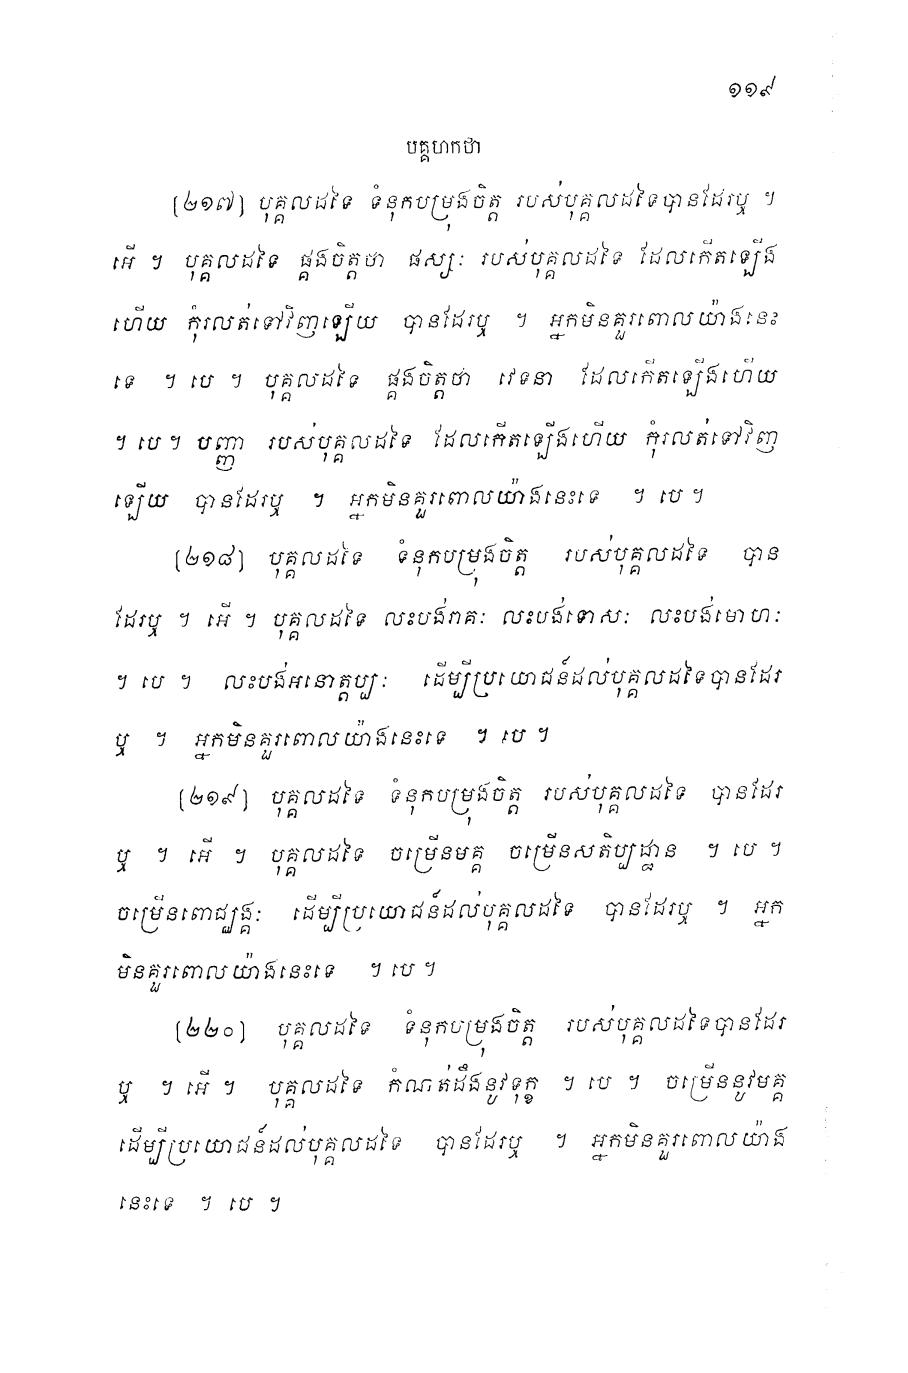 ១១៩
បគ្គហកថា
[២១៧] បុគ្គលដទៃ ទំនុកបម្រុងចិត្ត របស់បុគ្គលដទៃបានដែរឬ ។
អើ ។ បុគ្គលដទៃ ផ្គងចិត្តថា ផស្សៈ របស់បុគ្គលដទៃ ដែលកើតឡើង
ហើយ កុំរលត់ទៅវិញឡើយ បានដែរឬ ។ អ្នកមិនគួរពោលយ៉ាងនេះ
ទេ ។ បេ ។ បុគ្គលដទៃ ផ្គងចិត្តថា វេទនា ដែលកើតឡើងហើយ
។ បេ ។ បញ្ញា របស់បុគ្គលដទៃ ដែលកើតឡើងហើយ កុំរលត់ទៅវិញ
ឡើយ បានដែរឬ ។ អ្នកមិនគួរពោលយ៉ាងនេះទេ ។ បេ ។
[២១៨] បុគ្គលដទៃ ទំនុកបម្រុងចិត្ត របស់បុគ្គលដទៃ បាន
ដែរឬ ។ អើ ។ បុគ្គលដទៃ លះបង់រាគៈ លះបង់ទោសៈ លះបង់មោហៈ
។ បេ ។ លះបង់អនោត្តប្បៈ ដើម្បីប្រយោជន៍ដល់បុគ្គលដទៃបានដែរ
ឬ ។ អ្នកមិនគួរពោលយ៉ាងនេះទេ ។ បេ ។
[២១៩] បុគ្គលដទៃ ទំនុកបម្រុងចិត្ត របស់បុគ្គលដទៃ បានដែរ
ឬ ។ អើ ។ បុគ្គលដទៃ ចម្រើនមគ្គ ចម្រើនសតិប្បដ្ឋាន ។ បេ ។
ចម្រើនពោជ្ឈង្គៈ ដើម្បីប្រយោជន៍ដល់បុគ្គលដទៃ បានដែរឬ ។ អ្នក
មិនគួរពោលយ៉ាងនេះទេ ។ បេ ។
[២២០] បុគ្គលដទៃ ទំនុកបម្រុងចិត្ត របស់បុគ្គលដទៃបានដែរ
ឬ ។ អើ ។ បុគ្គលដទៃ កំណត់ដឹងនូវទុក្ខ ។ បេ ។ ចម្រើននូវមគ្គ
ដើម្បីប្រយោជន៍ដល់បុគ្គលដទៃ បានដែរឬ ។ អ្នកមិនគួរពោលយ៉ាង
នេះទេ ។ បេ ។